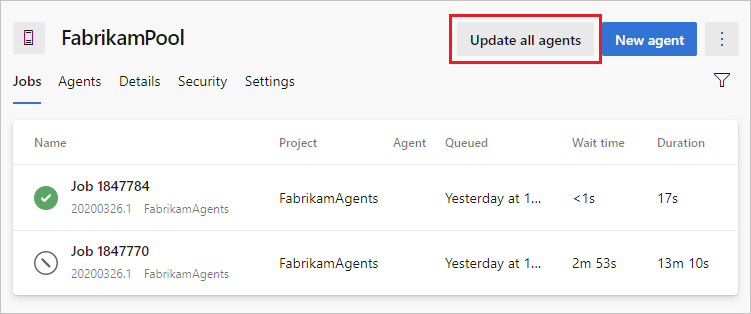 FabrikamPool Update all agents New agent
Jobs Agents Details Security Settings
Name Project Agent Queued Wait time Duration
Job 1847784
20200326.1 FabrikamAgents FabrikamAgents Yesterday at 1... <1s 17s
Job 1847770
20200326.1 FabrikamAgents FabrikamAgents Yesterday at 1... 2m 53s 13m 10s